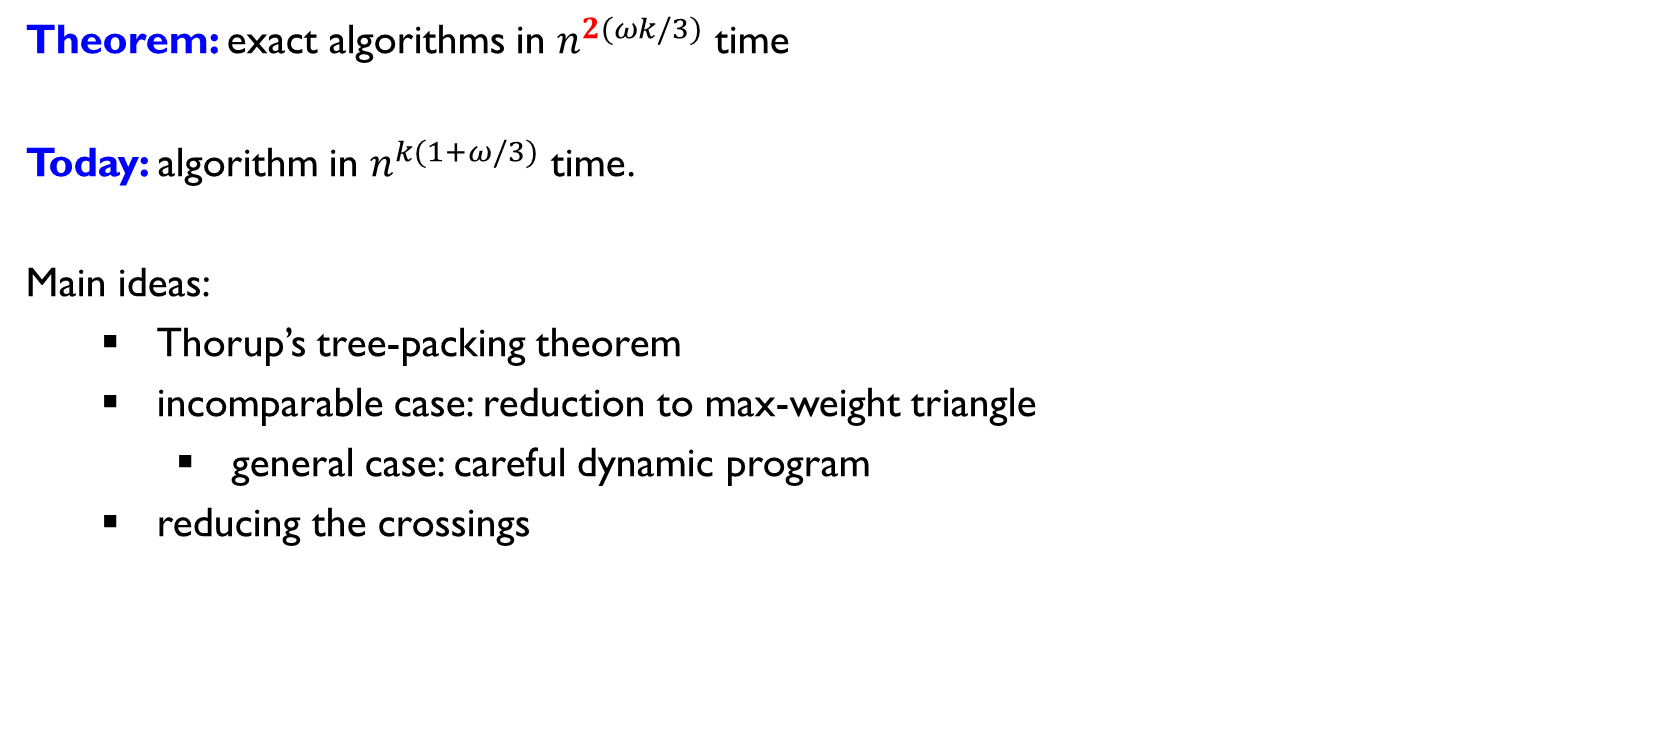 Theorem: exact algorithms in n^{2(ωk/3)} time
Today: algorithm in n^{k(1+ω/3)} time.
Main ideas:
▪ Thorup’s tree-packing theorem
▪ incomparable case: reduction to max-weight triangle
▪ general case: careful dynamic program
▪ reducing the crossings